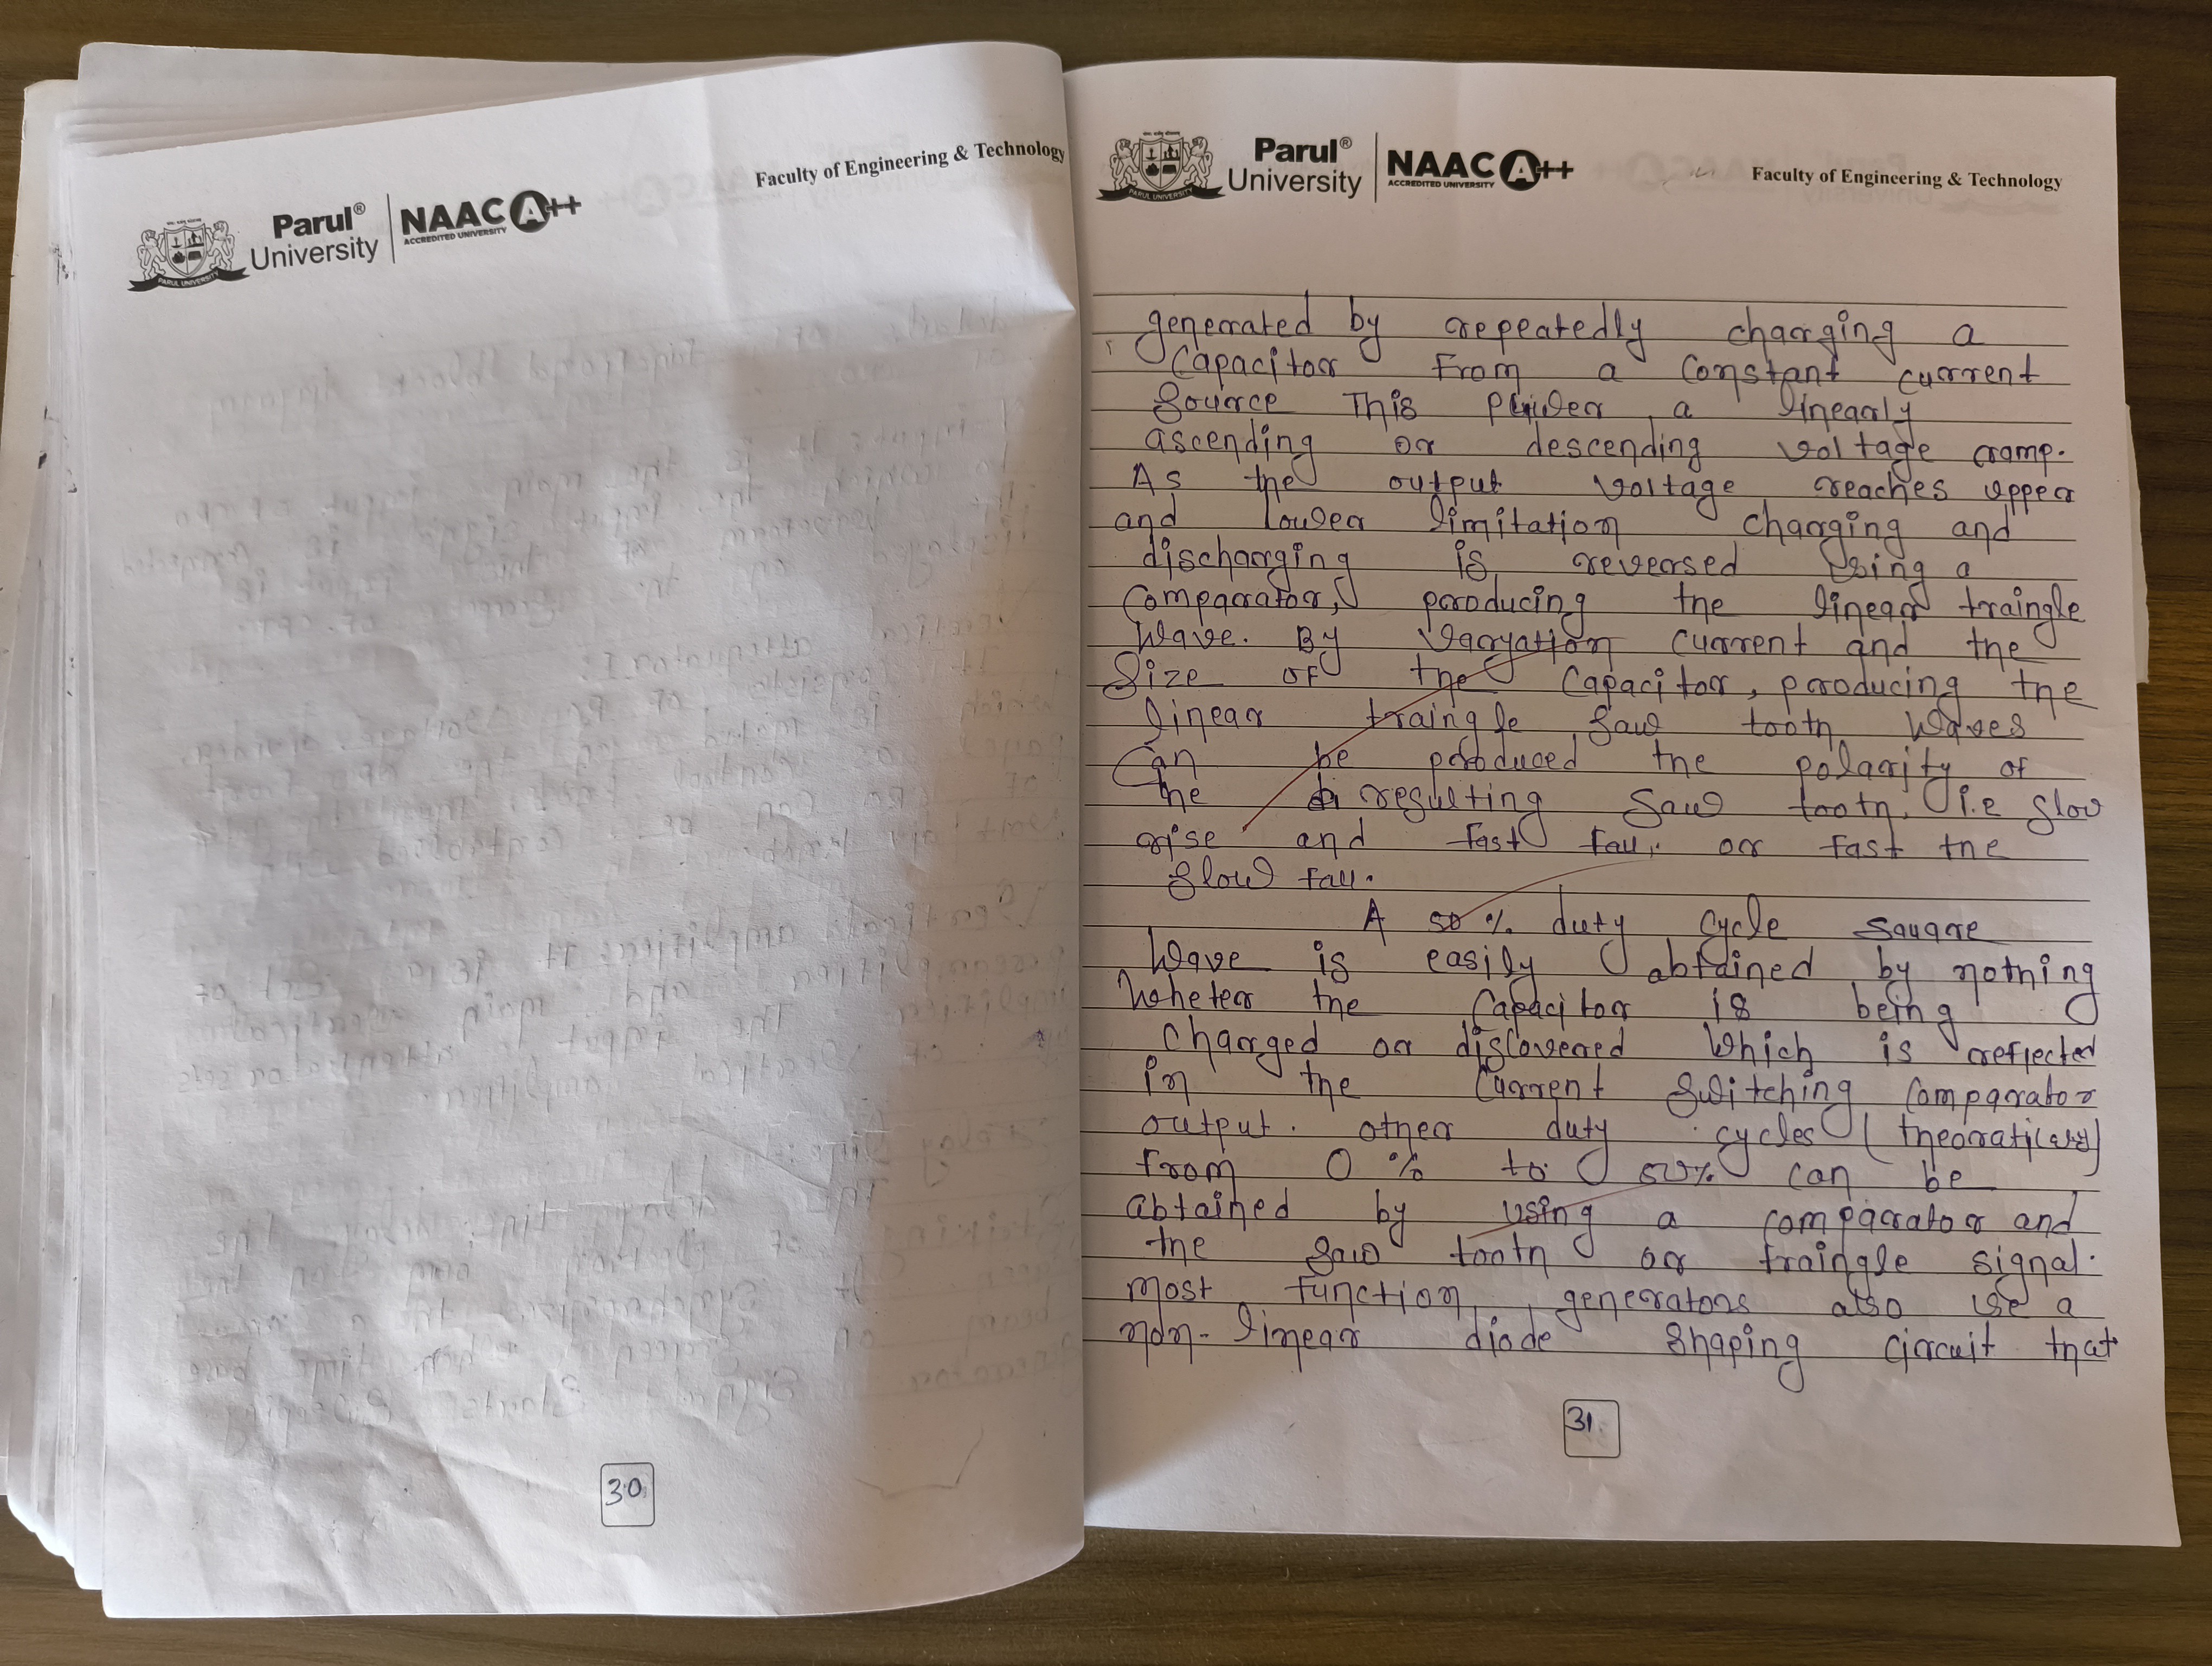 Faculty of Engineering & Technology
Parul® University
NAAC A++
ACCREDITED UNIVERSITY
PARUL UNIVERSITY
30
Parul® University
NAAC A++
ACCREDITED UNIVERSITY
PARUL UNIVERSITY
Faculty of Engineering & Technology
generated by repeatedly charging a
capacitor from a constant current
source This a linearly
ascending or descending voltage ramp.
As the output voltage reaches upper
and lower limitation charging and
discharging is reversed using a
comparator, producing the linear traingle
wave. By varyation current and the
size of the capacitor, producing the
linear traingle saw tooth waves
can be produced the polarity of
the resulting saw tooth. i.e slow
rise and fast fall. or fast the
slow fall.
A 50 % duty cycle square
wave is easily abtained by nothing
wheter the capacitor is being
charged or discovered which is reflected
in the current switching comparator
output. other duty cycles (
from 0 % to 50% can be
abtained by using a comparator and
the saw tooth or traingle signal.
most function generators also use a
non-linear diode shaping circuit that
31.